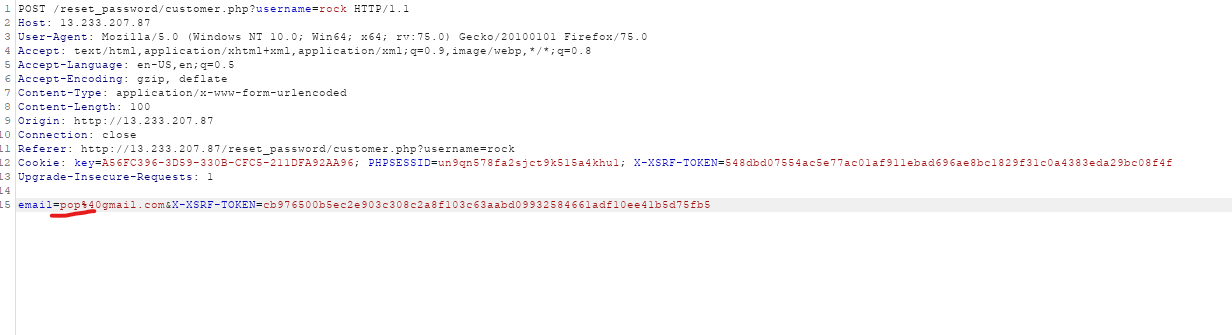 1 POST /reset_password/customer.php?username=rock HTTP/1.1
2 Host: 13.233.207.87
3 User-Agent: Mozilla/5.0 (Windows NT 10.0; Win64; x64; rv:75.0) Gecko/20100101 Firefox/75.0
4 Accept: text/html,application/xhtml+xml,application/xml;q=0.9,image/webp,*/*;q=0.8
5 Accept-Language: en-US,en;q=0.5
6 Accept-Encoding: gzip, deflate
7 Content-Type: application/x-www-form-urlencoded
8 Content-Length: 100
9 Origin: http://13.233.207.87
10 Connection: close
11 Referer: http://13.233.207.87/reset_password/customer.php?username=rock
12 Cookie: key=A56FC396-3D59-330B-CFC5-211DFA92AA96; PHPSESSID=un9qn578fa2sjct9k515a4khu1; X-XSRF-TOKEN=548dbd07554ac5e77ac01af911ebad696ae8bc1829f31c0a4383eda29bc08f4f
13 Upgrade-Insecure-Requests: 1
14
15 email=pop%40gmail.com&X-XSRF-TOKEN=cb976500b5ec2e903c308c2a8f103c63aabd09932584661adf10ee41b5d75fb5